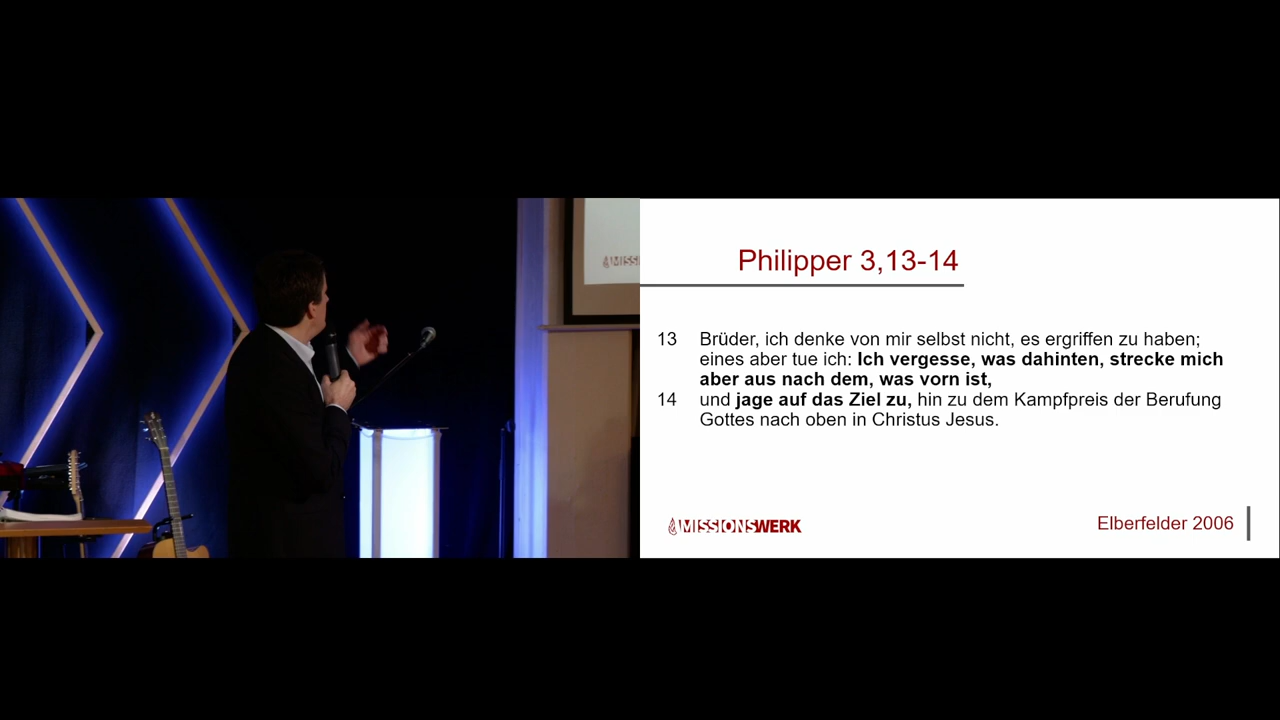 Philipper 3,13-14
13 Brüder, ich denke von mir selbst nicht, es ergriffen zu haben;
eines aber tue ich: Ich vergesse, was dahinten, strecke mich
aber aus nach dem, was vorn ist,
14 und jage auf das Ziel zu, hin zu dem Kampfpreis der Berufung
Gottes nach oben in Christus Jesus.
MISSIONSWERK
Elberfelder 2006